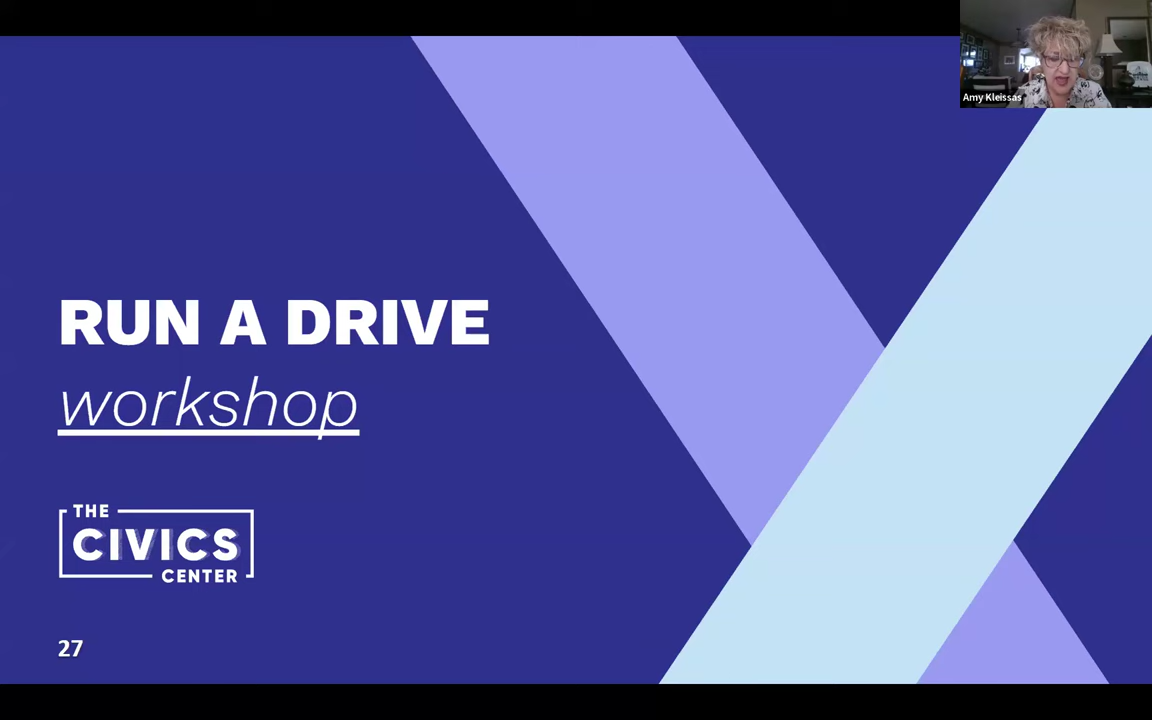 Amy Kleissas
RUN A DRIVE
workshop
THE
CIVICS
CENTER
27